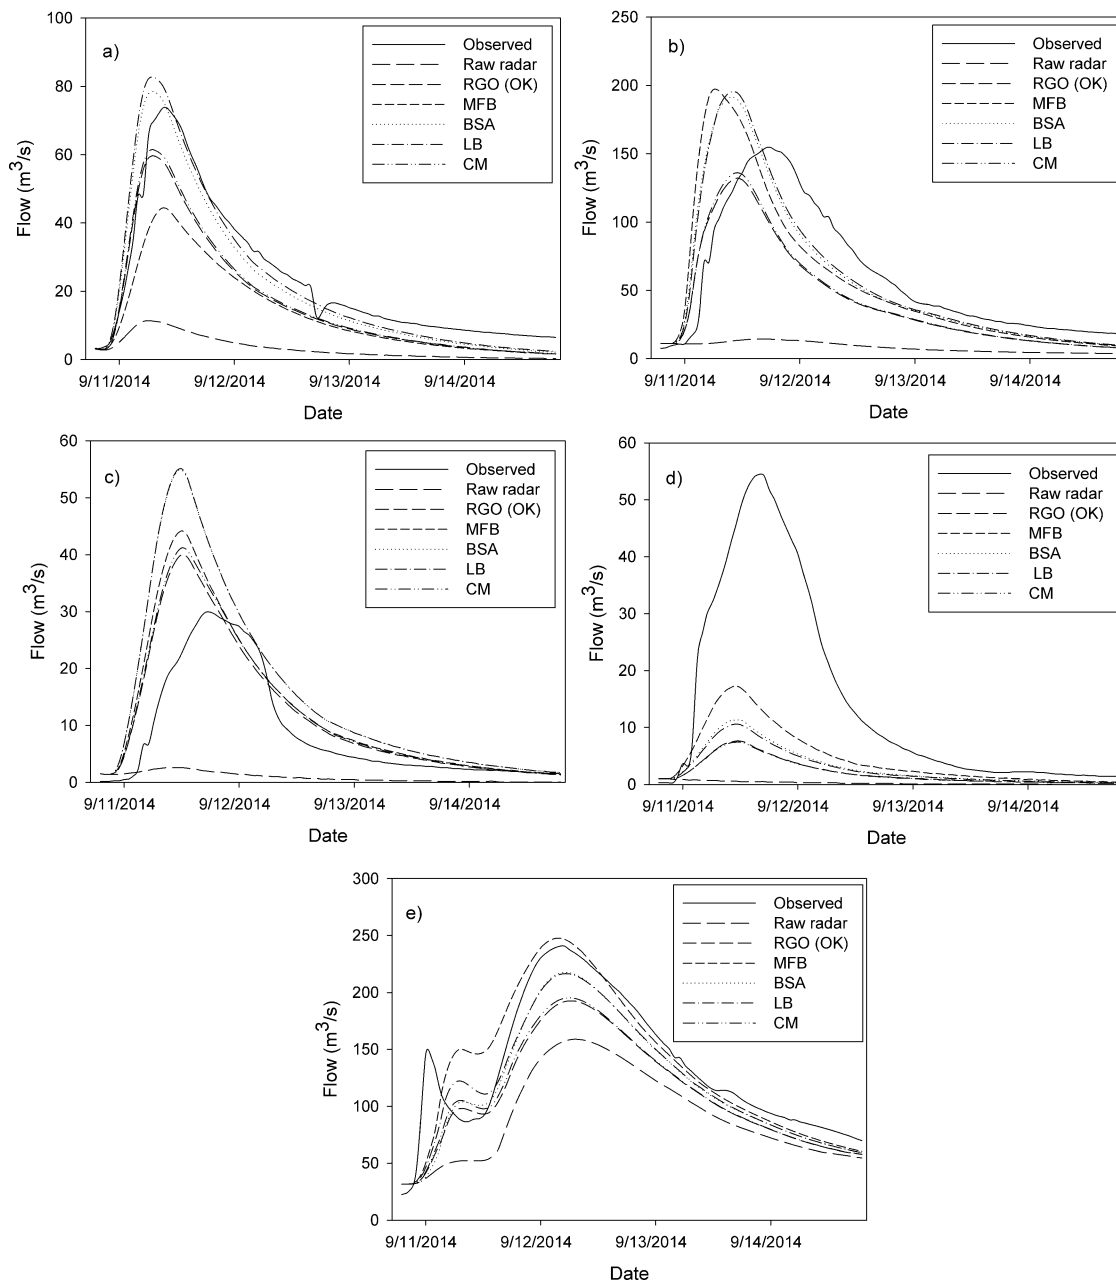 a)
100
80
60
40
20
0
Flow (m3/s)
Observed
Raw radar
RGO (OK)
MFB
BSA
LB
CM
9/11/2014 9/12/2014 9/13/2014 9/14/2014
Date
b)
250
200
150
100
50
0
Flow (m3/s)
Observed
Raw radar
RGO (OK)
MFB
BSA
LB
CM
9/11/2014 9/12/2014 9/13/2014 9/14/2014
Date
c)
60
50
40
30
20
10
0
Flow (m3/s)
Observed
Raw radar
RGO (OK)
MFB
BSA
LB
CM
9/11/2014 9/12/2014 9/13/2014 9/14/2014
Date
d)
60
50
40
30
20
10
0
Flow (m3/s)
Observed
Raw radar
RGO (OK)
MFB
BSA
LB
CM
9/11/2014 9/12/2014 9/13/2014 9/14/2014
Date
e)
300
250
200
150
100
50
0
Flow (m3/s)
Observed
Raw radar
RGO (OK)
MFB
BSA
LB
CM
9/11/2014 9/12/2014 9/13/2014 9/14/2014
Date